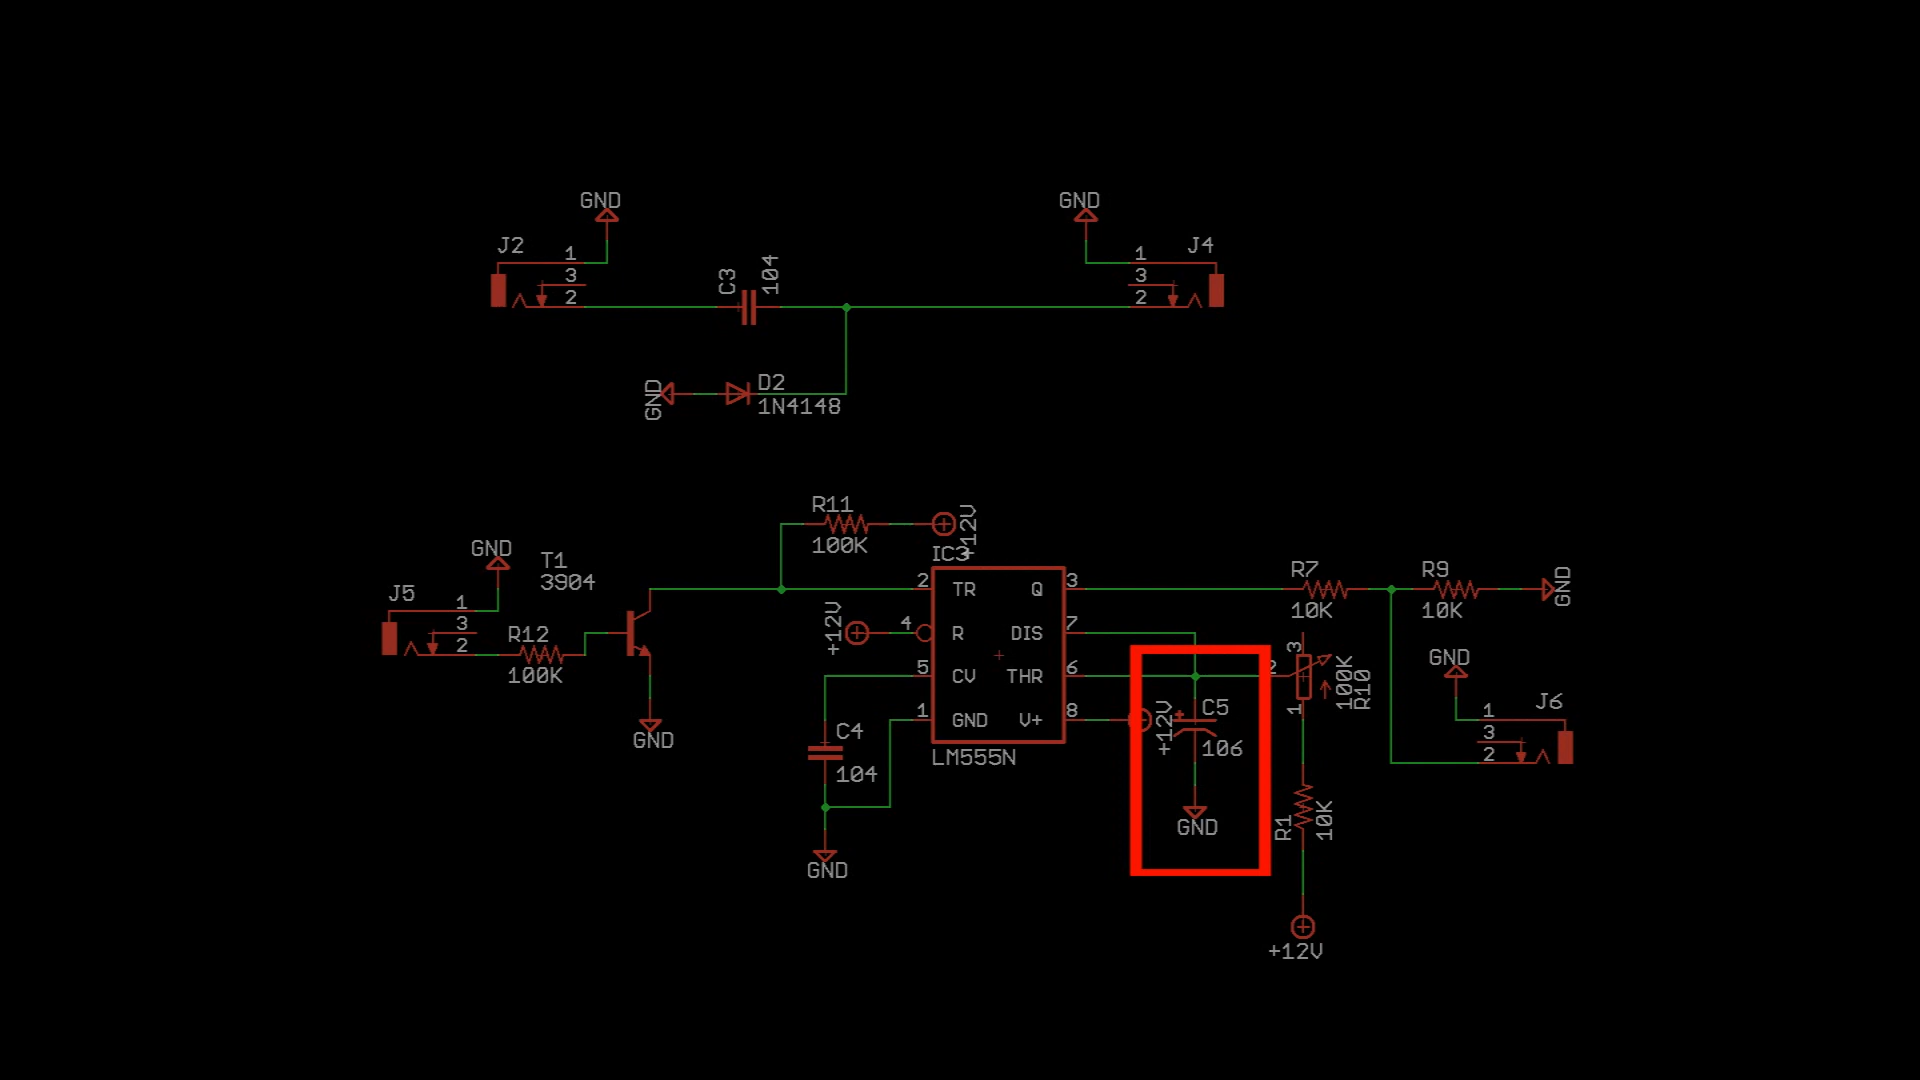 GND
GND
J2
1
3
2
C3
104
J4
1
3
2
GND
D2
1N4148
R11
100K
+12V
GND
T1
3904
J5
1
3
2
R12
100K
GND
IC3
2
TR
Q
3
+12V
4
R
DIS
7
5
CV
THR
6
1
GND
V+
8
LM555N
C4
104
GND
+12V
C5
106
GND
R7
10K
R9
10K
GND
2
3
1
100K
R10
R1
10K
+12V
GND
J6
1
3
2